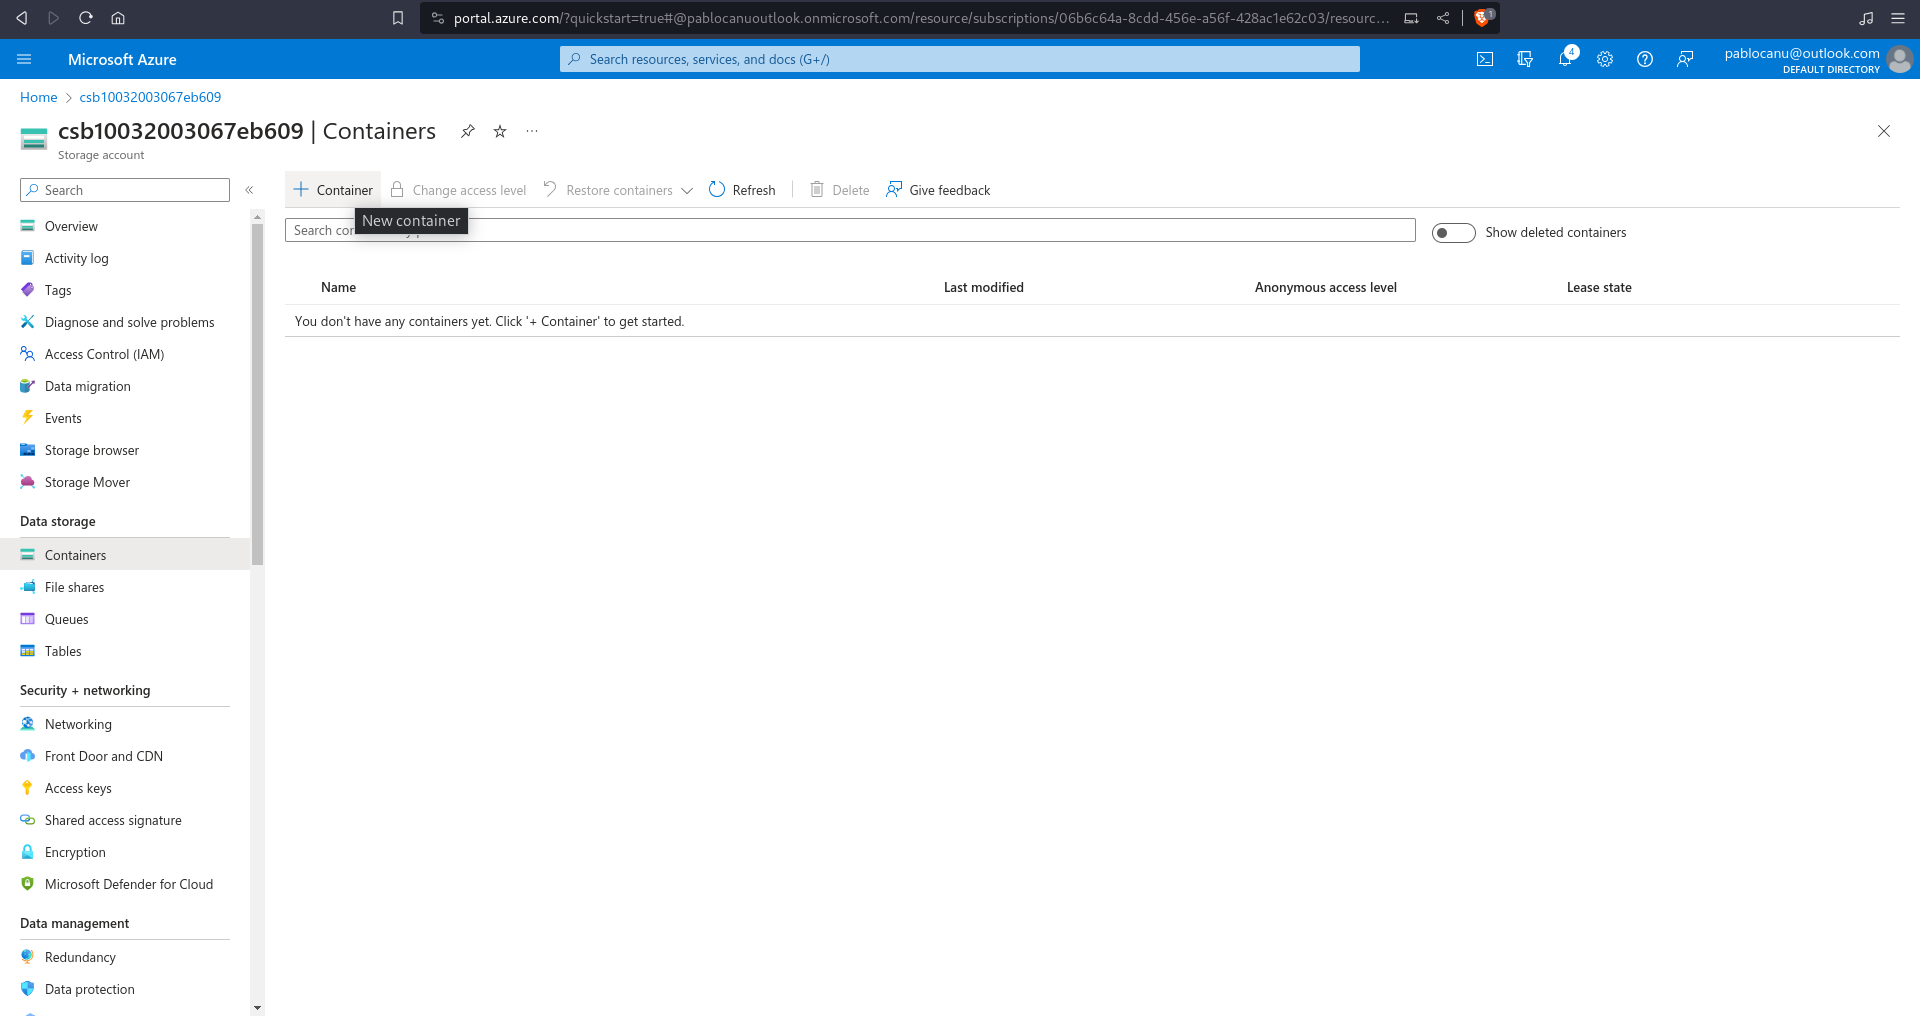 portal.azure.com/?quickstart=true#@pablocanuoutlook.onmicrosoft.com/resource/subscriptions/06b6c64a-8cdd-456e-a56f-428ac1e62c03/resourc...
1
Microsoft Azure
Search resources, services, and docs (G+/)
4
pablocanu@outlook.com
DEFAULT DIRECTORY
Home > csb10032003067eb609
csb10032003067eb609 | Containers
Storage account
Search
Overview
Activity log
Tags
Diagnose and solve problems
Access Control (IAM)
Data migration
Events
Storage browser
Storage Mover
Data storage
Containers
File shares
Queues
Tables
Security + networking
Networking
Front Door and CDN
Access keys
Shared access signature
Encryption
Microsoft Defender for Cloud
Data management
Redundancy
Data protection
Container
Change access level
Restore containers
Refresh
Delete
Give feedback
New container
Search
Show deleted containers
Name Last modified Anonymous access level Lease state
You don't have any containers yet. Click '+ Container' to get started.